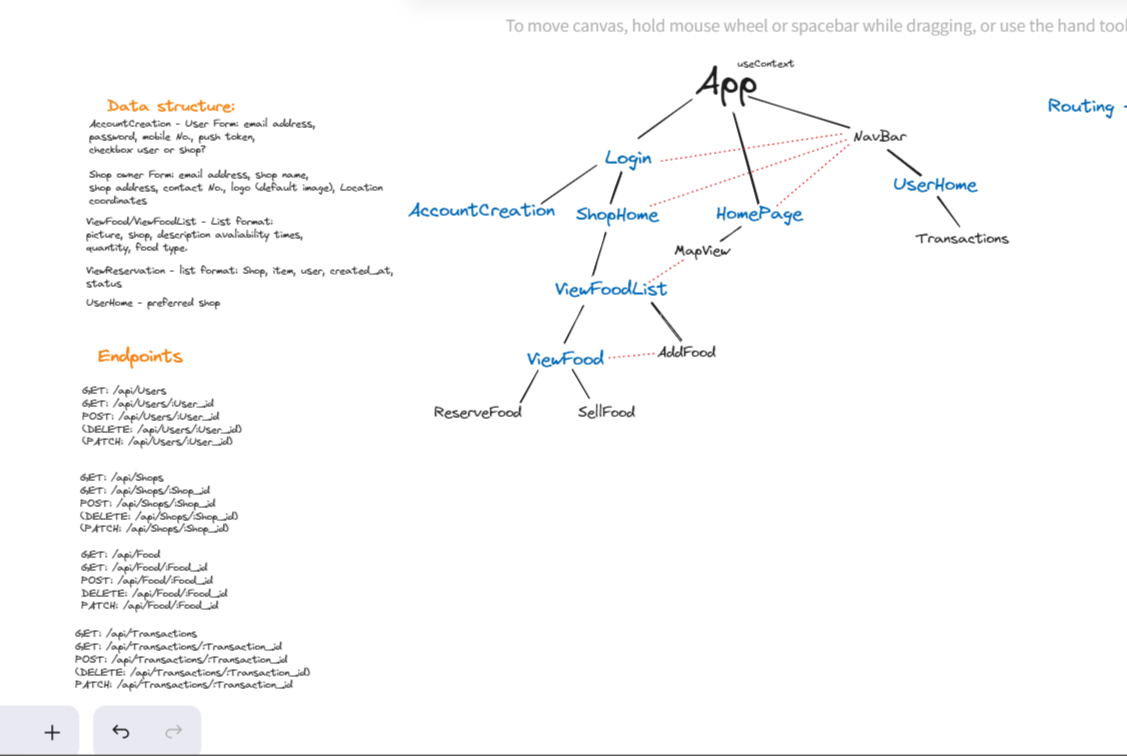 To move canvas, hold mouse wheel or spacebar while dragging, or use the hand tool
useContext
App
Data structure:
AccountCreation - User Form: email address,
password, mobile No., push token,
checkbox user or shop?
Shop owner Form: email address, shop name,
shop address, contact No., logo (default image), Location
coordinates
ViewFood/ViewFoodList - List format:
picture, shop, description avaliability times,
quantity, food type.
ViewReservation - list format: Shop, item, user, created_at,
status
UserHome - preferred shop
Routing -
NavBar
Login
UserHome
AccountCreation
ShopHome
HomePage
Transactions
MapView
ViewFoodList
ViewFood
AddFood
ReserveFood
SellFood
Endpoints
GET: /api/Users
GET: /api/Users/:User_id
POST: /api/Users/:User_id
(DELETE: /api/Users/:User_id)
(PATCH: /api/Users/:User_id)
GET: /api/Shops
GET: /api/Shops/:Shop_id
POST: /api/Shops/:Shop_id
(DELETE: /api/Shops/:Shop_id)
(PATCH: /api/Shops/:Shop_id)
GET: /api/Food
GET: /api/Food/:Food_id
POST: /api/Food/:Food_id
DELETE: /api/Food/:Food_id
PATCH: /api/Food/:Food_id
GET: /api/Transactions
GET: /api/Transactions/:Transaction_id
POST: /api/Transactions/:Transaction_id
(DELETE: /api/Transactions/:Transaction_id)
PATCH: /api/Transactions/:Transaction_id